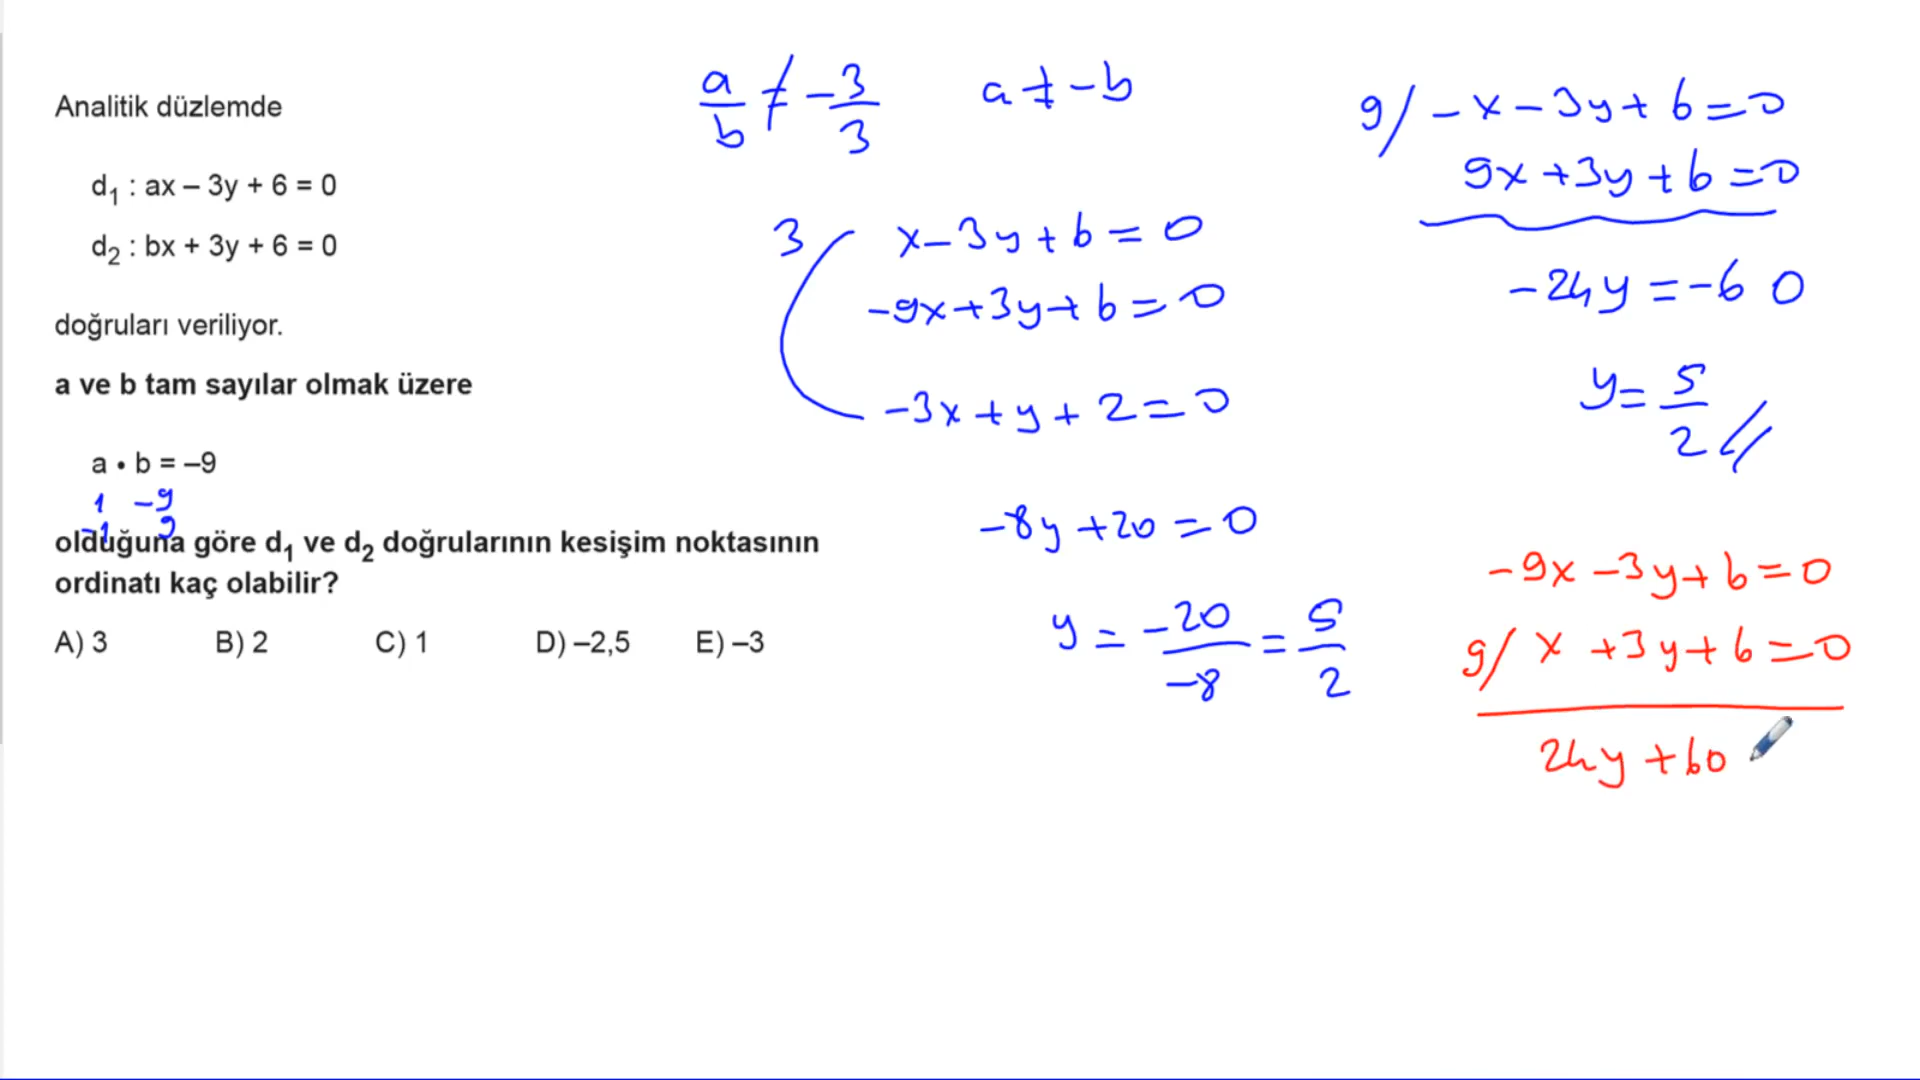 Analitik düzlemde
d₁ : ax – 3y + 6 = 0
d₂ : bx + 3y + 6 = 0
doğruları veriliyor.
a ve b tam sayılar olmak üzere
a • b = –9
1 -9
-1 9
olduğuna göre d₁ ve d₂ doğrularının kesişim noktasının
ordinatı kaç olabilir?
A) 3 B) 2 C) 1 D) –2,5 E) –3
a/b ≠ -3/3 a ≠ -b
3 x-3y+6=0
-9x+3y+6=0
-3x+y+2=0
-8y+20=0
y = -20/-8 = 5/2
9/ -x-3y+6=0
9x+3y+6=0
-24y=-60
y=5/2 //
-9x-3y+6=0
9/ x+3y+6=0
24y+60